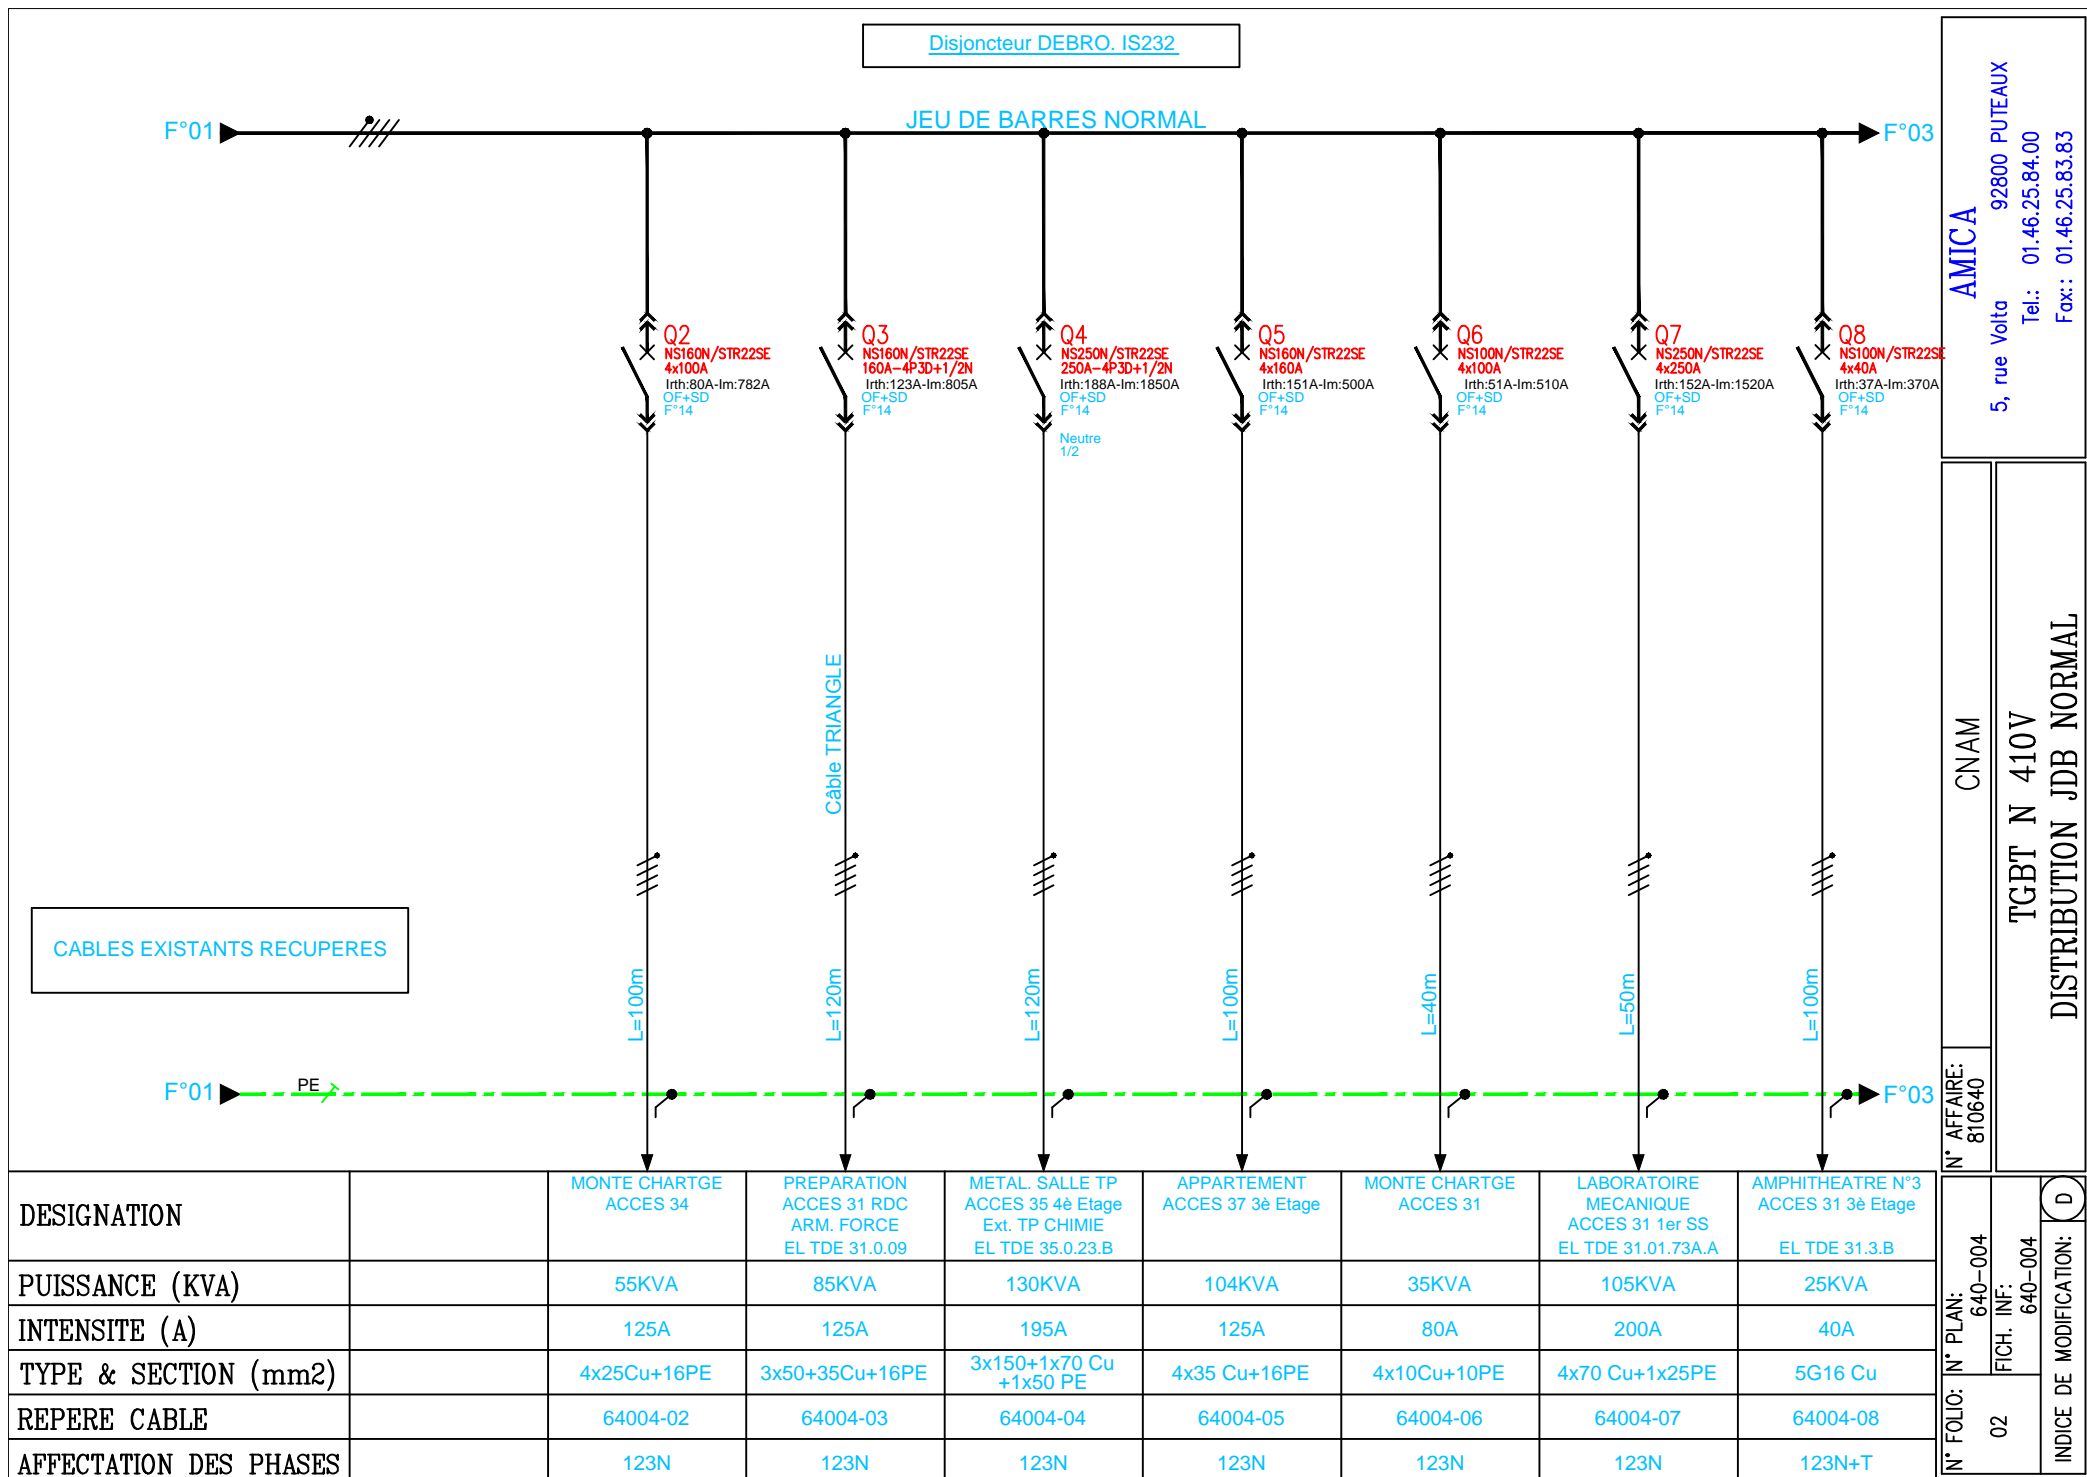 Disjoncteur DEBRO. IS232
JEU DE BARRES NORMAL
F°01
F°03
Q2
NS160N/STR22SE
4x100A
Irth:80A-Im:782A
OF+SD
F°14
Q3
NS160N/STR22SE
160A-4P3D+1/2N
Irth:123A-Im:805A
OF+SD
F°14
Q4
NS250N/STR22SE
250A-4P3D+1/2N
Irth:188A-Im:1850A
OF+SD
F°14
Neutre
1/2
Q5
NS160N/STR22SE
4x160A
Irth:151A-Im:500A
OF+SD
F°14
Q6
NS100N/STR22SE
4x100A
Irth:51A-Im:510A
OF+SD
F°14
Q7
NS250N/STR22SE
4x250A
Irth:152A-Im:1520A
OF+SD
F°14
Q8
NS100N/STR22SE
4x40A
Irth:37A-Im:370A
OF+SD
F°14
Câble TRIANGLE
CABLES EXISTANTS RECUPERES
L=100m
L=120m
L=120m
L=100m
L=40m
L=50m
L=100m
F°01
PE
F°03
DESIGNATION
MONTE CHARTGE
ACCES 34
PREPARATION
ACCES 31 RDC
ARM. FORCE
EL TDE 31.0.09
METAL. SALLE TP
ACCES 35 4è Etage
Ext. TP CHIMIE
EL TDE 35.0.23.B
APPARTEMENT
ACCES 37 3è Etage
MONTE CHARTGE
ACCES 31
LABORATOIRE
MECANIQUE
ACCES 31 1er SS
EL TDE 31.01.73A.A
AMPHITHEATRE N°3
ACCES 31 3è Etage
EL TDE 31.3.B
PUISSANCE (KVA) 55KVA 85KVA 130KVA 104KVA 35KVA 105KVA 25KVA
INTENSITE (A) 125A 125A 195A 125A 80A 200A 40A
TYPE & SECTION (mm2) 4x25Cu+16PE 3x50+35Cu+16PE 3x150+1x70 Cu
+1x50 PE 4x35 Cu+16PE 4x10Cu+10PE 4x70 Cu+1x25PE 5G16 Cu
REPERE CABLE 64004-02 64004-03 64004-04 64004-05 64004-06 64004-07 64004-08
AFFECTATION DES PHASES 123N 123N 123N 123N 123N 123N 123N+T
AMICA
5, rue Volta 92800 PUTEAUX
Tel.: 01.46.25.84.00
Fax:: 01.46.25.83.83
CNAM
N° AFFAIRE:
810640
TGBT N 410V
DISTRIBUTION JDB NORMAL
N° PLAN:
640-004
FICH. INF:
640-004
N° FOLIO:
02
INDICE DE MODIFICATION: D